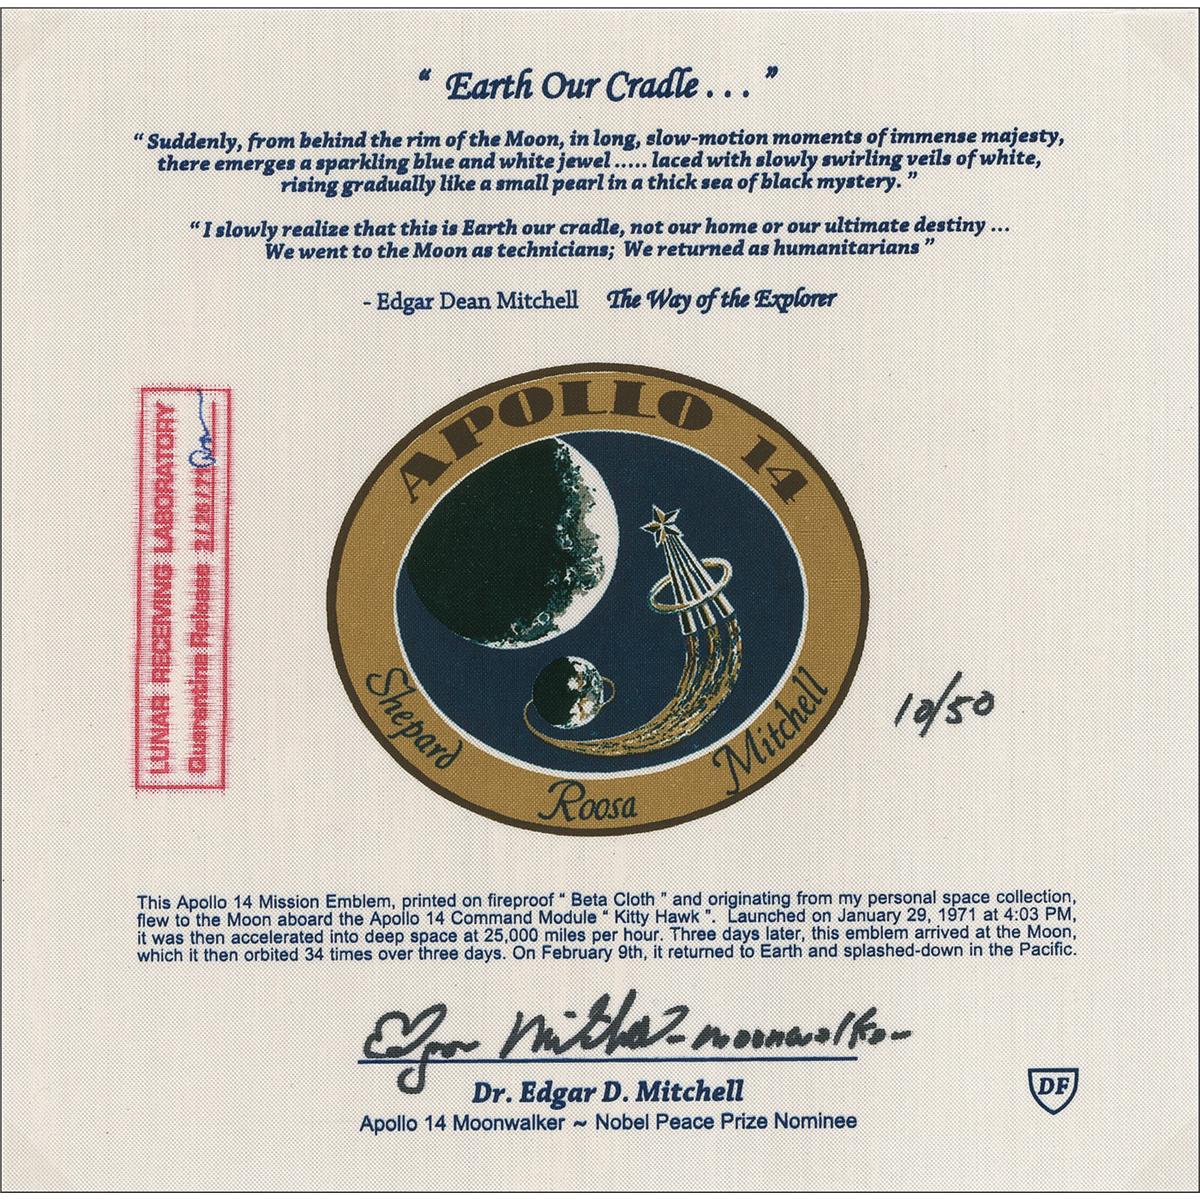 “ Earth Our Cradle . . . ”
“ Suddenly, from behind the rim of the Moon, in long, slow-motion moments of immense majesty,
there emerges a sparkling blue and white jewel ..... laced with slowly swirling veils of white,
rising gradually like a small pearl in a thick sea of black mystery. ”
“ I slowly realize that this is Earth our cradle, not our home or our ultimate destiny ...
We went to the Moon as technicians; We returned as humanitarians ”
- Edgar Dean Mitchell The Way of the Explorer
LUNAR RECEIVING LABORATORY
Quarantine Release
APOLLO 14
Shepard
Roosa
Mitchell
10/50
This Apollo 14 Mission Emblem, printed on fireproof “ Beta Cloth ” and originating from my personal space collection,
flew to the Moon aboard the Apollo 14 Command Module “ Kitty Hawk ”. Launched on January 29, 1971 at 4:03 PM,
it was then accelerated into deep space at 25,000 miles per hour. Three days later, this emblem arrived at the Moon,
which it then orbited 34 times over three days. On February 9th, it returned to Earth and splashed-down in the Pacific.
Edgar Mitchell - moonwalker
Dr. Edgar D. Mitchell
Apollo 14 Moonwalker ~ Nobel Peace Prize Nominee
DF